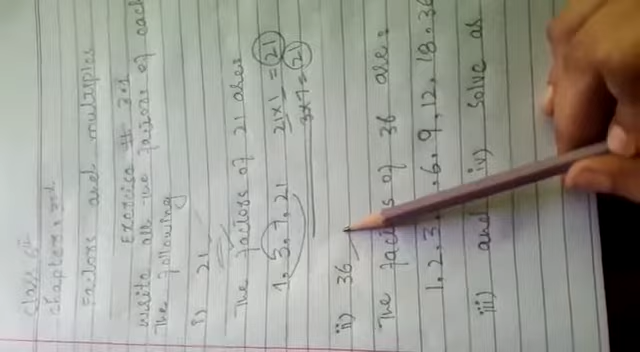 class 6th
chapter: 3rd
Factors and multiples
Exercise # 3.1
write all the factors of each
the following
i) 21
The factors of 21 are:
1, 3, 7, 21 21 x 1 = 21
3 x 7 = 21
ii) 36
The factors of 36 are:
1, 2, 3, 6, 9, 12, 18, 36
iii) and iv) solve as